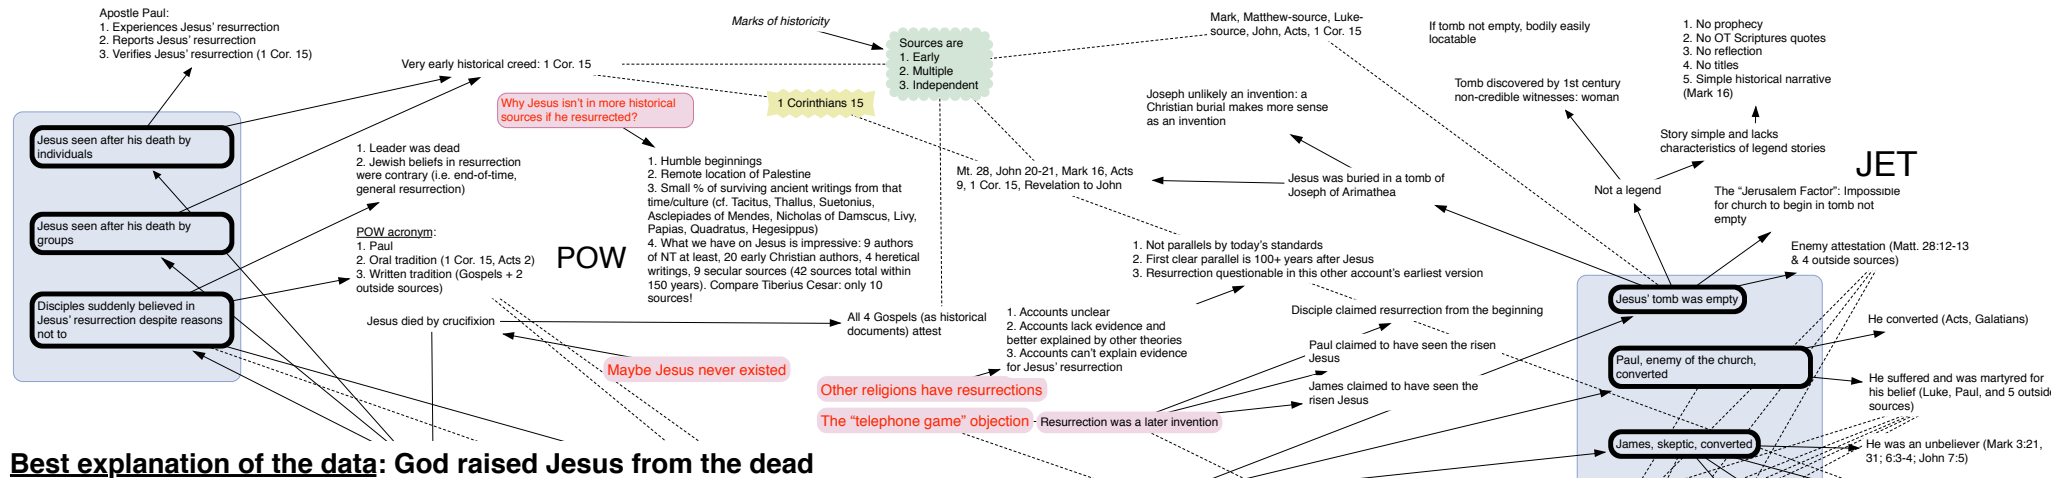 Apostle Paul:
1. Experiences Jesus' resurrection
2. Reports Jesus' resurrection
3. Verifies Jesus' resurrection (1 Cor. 15)
Jesus seen after his death by
individuals
Jesus seen after his death by
groups
Disciples suddenly believed in
Jesus' resurrection despite reasons
not to
Very early historical creed: 1 Cor. 15
1. Leader was dead
2. Jewish beliefs in resurrection
were contrary (i.e. end-of-time,
general resurrection)
POW acronym:
1. Paul
2. Oral tradition (1 Cor. 15, Acts 2)
3. Written tradition (Gospels + 2
outside sources)
POW
Jesus died by crucifixion
Why Jesus isn't in more historical
sources if he resurrected?
1. Humble beginnings
2. Remote location of Palestine
3. Small % of surviving ancient writings from that
time/culture (cf. Tacitus, Thallus, Suetonius,
Asclepiades of Mendes, Nicholas of Damscus, Livy,
Papias, Quadratus, Hegesippus)
4. What we have on Jesus is impressive: 9 authors
of NT at least, 20 early Christian authors, 4 heretical
writings, 9 secular sources (42 sources total within
150 years). Compare Tiberius Cesar: only 10
sources!
Maybe Jesus never existed
Marks of historicity
Sources are
1. Early
2. Multiple
3. Independent
1 Corinthians 15
All 4 Gospels (as historical
documents) attest
Mark, Matthew-source, Luke-
source, John, Acts, 1 Cor. 15
Joseph unlikely an invention: a
Christian burial makes more sense
as an invention
Mt. 28, John 20-21, Mark 16, Acts
9, 1 Cor. 15, Revelation to John
Jesus was buried in a tomb of
Joseph of Arimathea
1. Not parallels by today's standards
2. First clear parallel is 100+ years after Jesus
3. Resurrection questionable in this other account's earliest version
1. Accounts unclear
2. Accounts lack evidence and
better explained by other theories
3. Accounts can't explain evidence
for Jesus' resurrection
Other religions have resurrections
The "telephone game" objection
Resurrection was a later invention
Disciple claimed resurrection from the beginning
Paul claimed to have seen the risen
Jesus
James claimed to have seen the
risen Jesus
If tomb not empty, bodily easily
locatable
Tomb discovered by 1st century
non-credible witnesses: woman
1. No prophecy
2. No OT Scriptures quotes
3. No reflection
4. No titles
5. Simple historical narrative
(Mark 16)
Story simple and lacks
characteristics of legend stories
JET
Not a legend
The "Jerusalem Factor": Impossible
for church to begin in tomb not
empty
Enemy attestation (Matt. 28:12-13
& 4 outside sources)
Jesus' tomb was empty
He converted (Acts, Galatians)
Paul, enemy of the church,
converted
He suffered and was martyred for
his belief (Luke, Paul, and 5 outside
sources)
James, skeptic, converted
He was an unbeliever (Mark 3:21,
31; 6:3-4; John 7:5)
Best explanation of the data: God raised Jesus from the dead